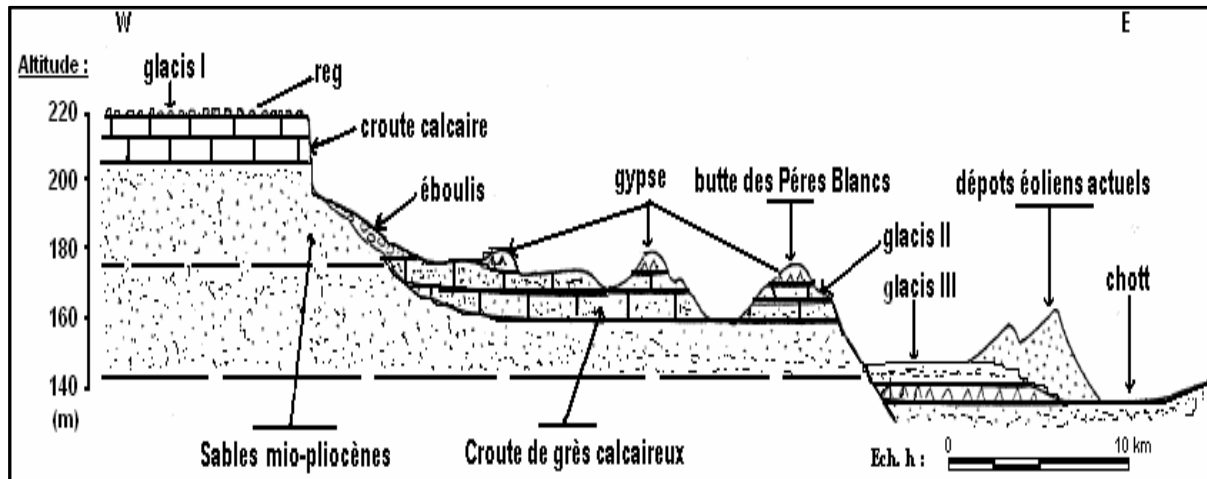 W
E
Altitude :
glacis I
reg
220
croute calcaire
200
éboulis
gypse
butte des Péres Blancs
dépots éoliens actuels
180
glacis II
glacis III
chott
160
140
(m)
Sables mio-pliocènes
Croute de grès calcaireux
Ech. h :
0
10 km